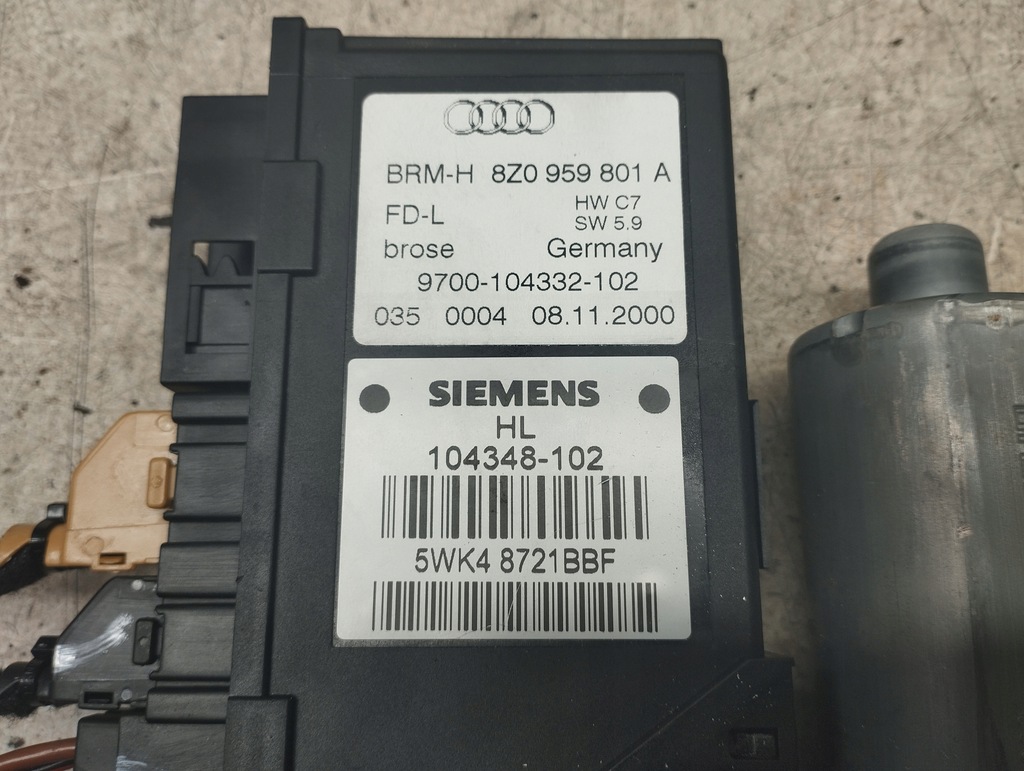 BRM-H 8Z0 959 801 A
FD-L HW C7
SW 5.9
brose Germany
9700-104332-102
035 0004 08.11.2000
SIEMENS
HL
104348-102
5WK4 8721BBF